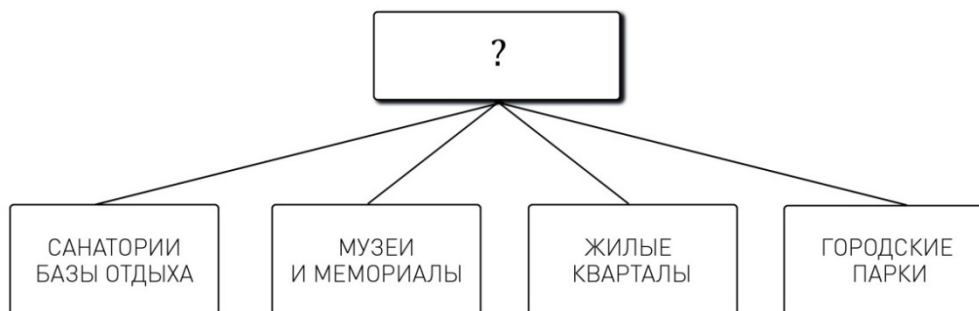 ?
САНАТОРИИ
БАЗЫ ОТДЫХА
МУЗЕИ
И МЕМОРИАЛЫ
ЖИЛЫЕ
КВАРТАЛЫ
ГОРОДСКИЕ
ПАРКИ